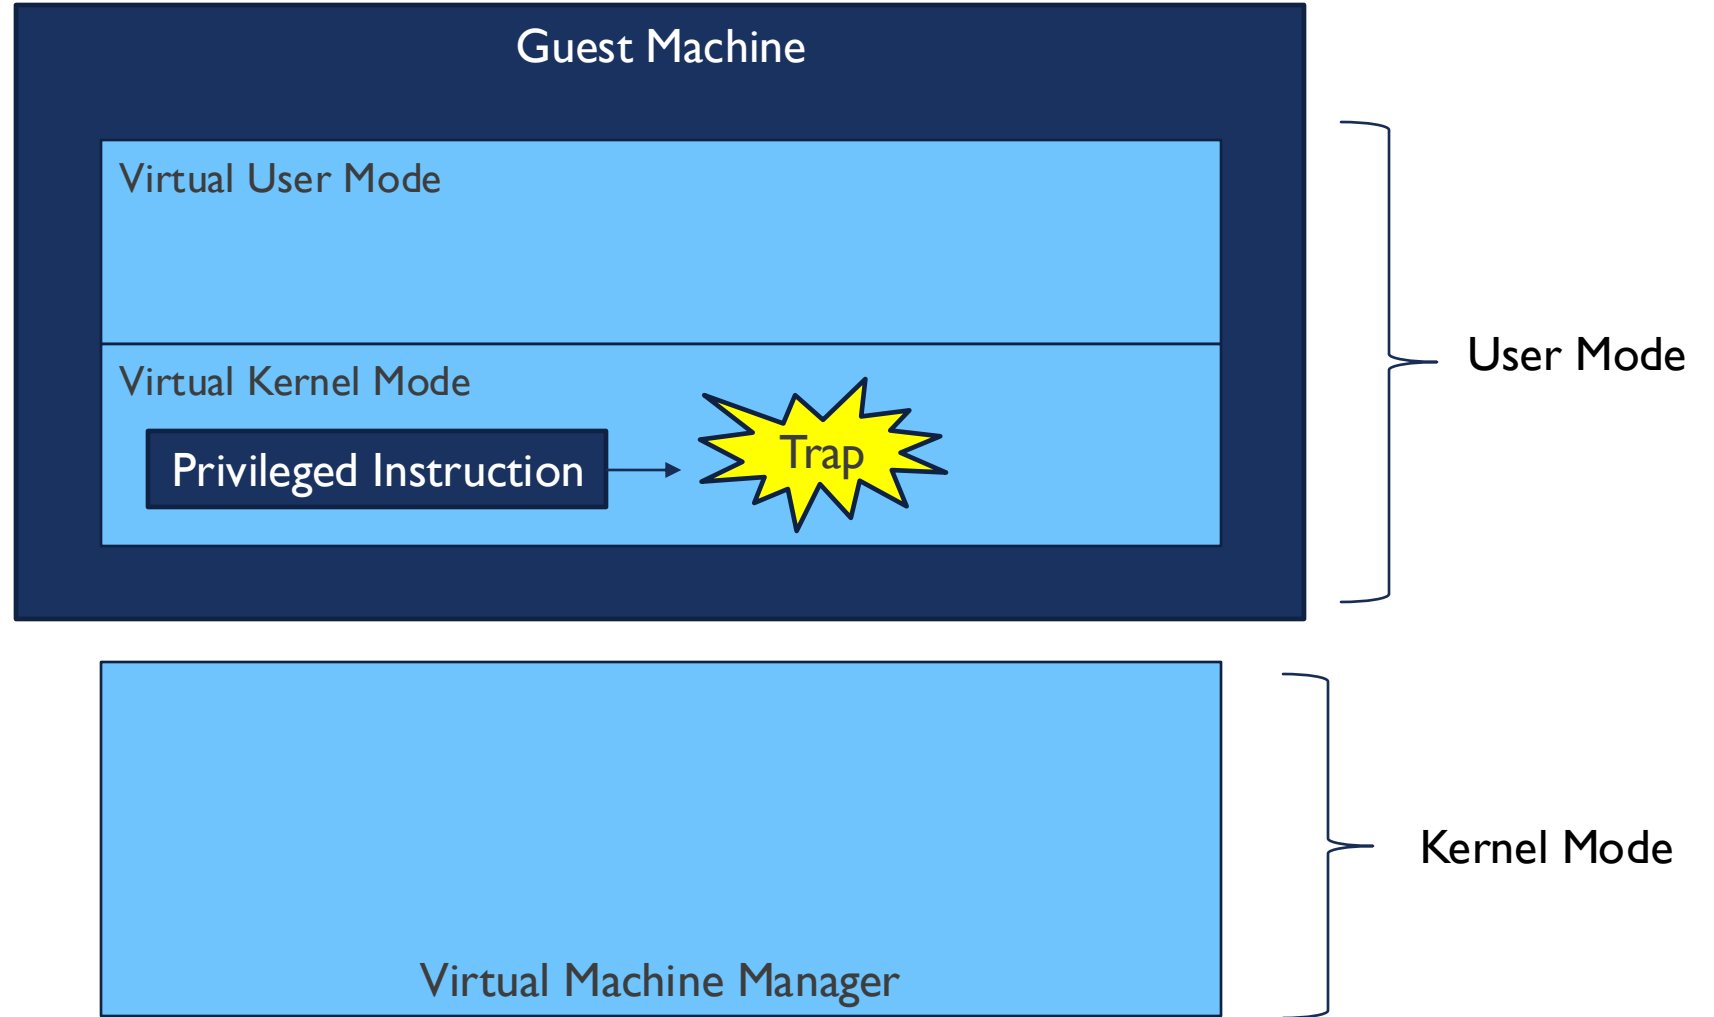 Guest Machine
Virtual User Mode
User Mode
Virtual Kernel Mode
Privileged Instruction
Trap
Kernel Mode
Virtual Machine Manager